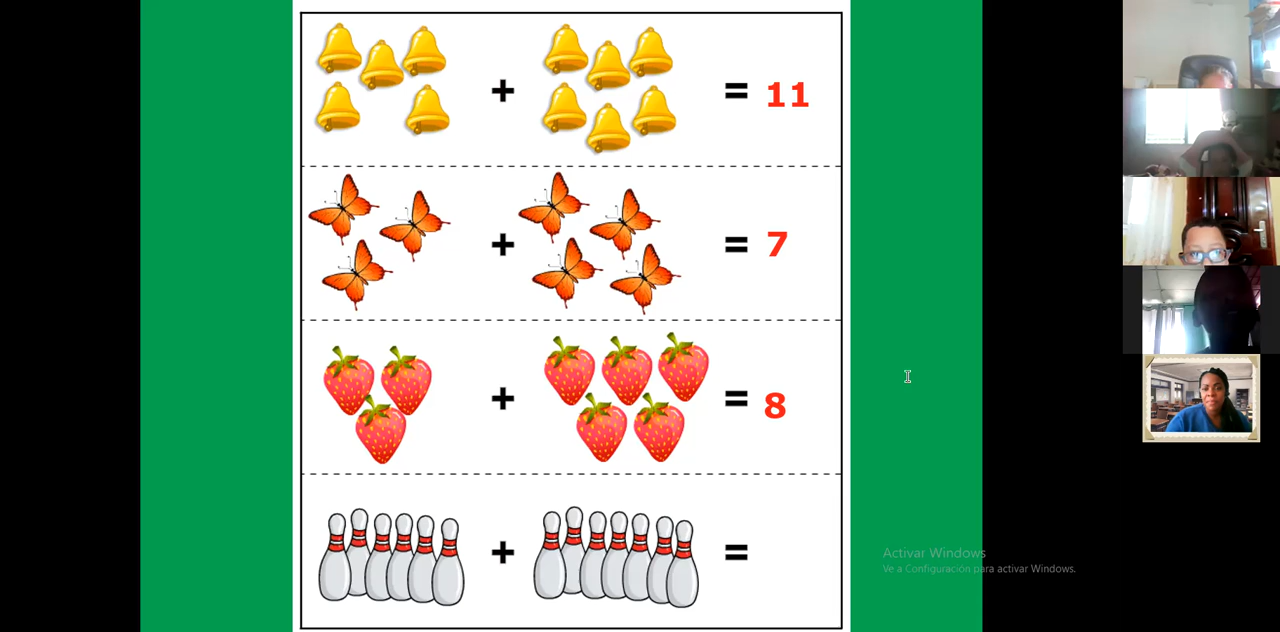 + = 11
+ = 7
+ = 8
+ =
Activar Windows
Ve a Configuración para activar Windows.